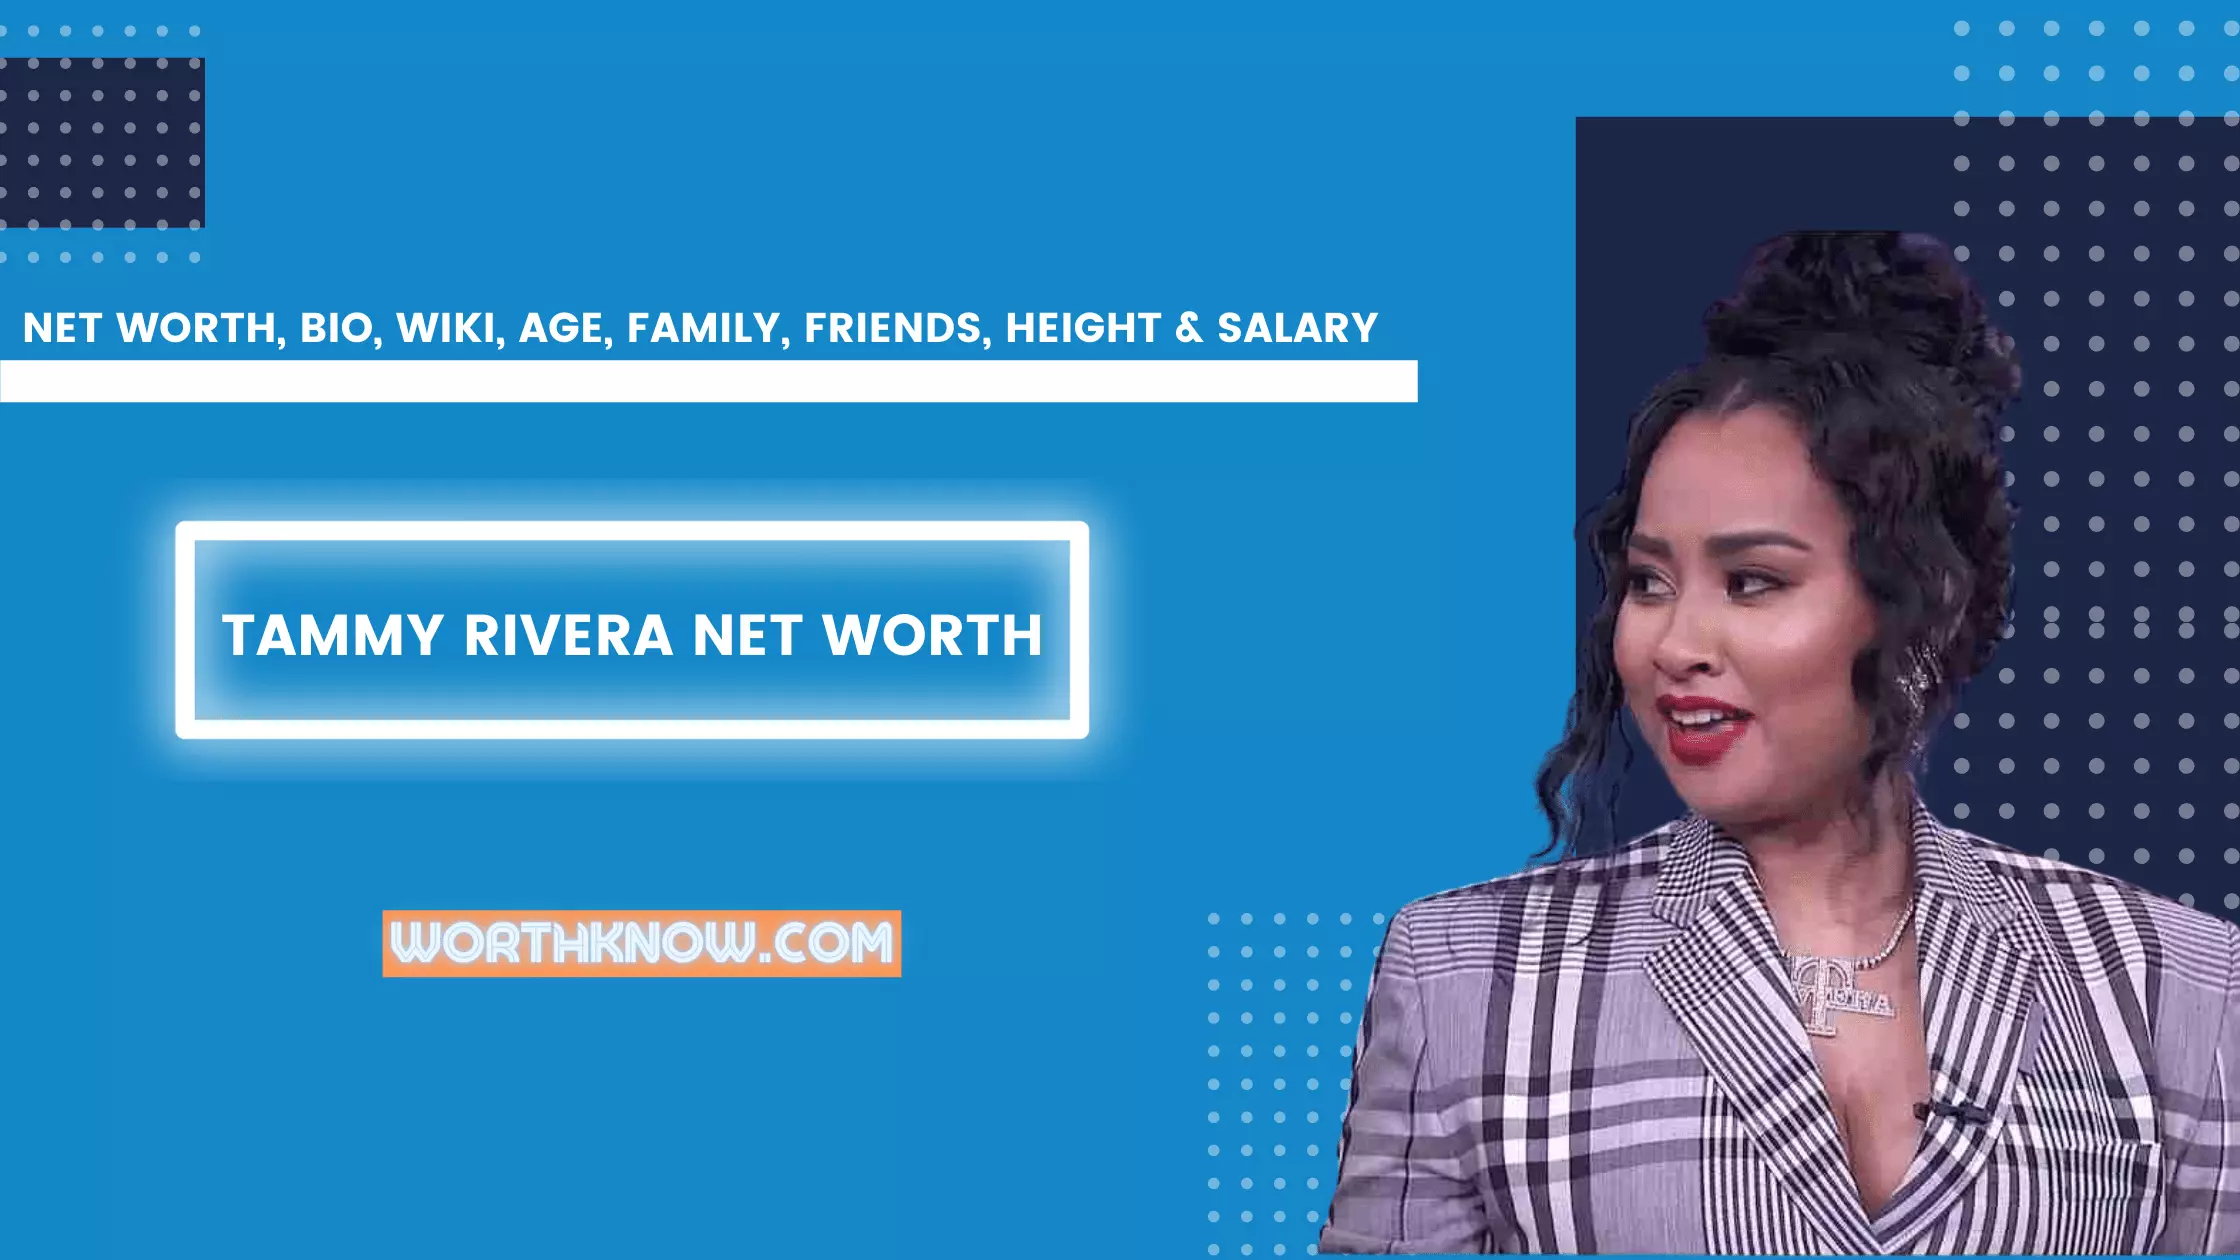 NET WORTH, BIO, WIKI, AGE, FAMILY, FRIENDS, HEIGHT & SALARY
TAMMY RIVERA NET WORTH
WORTHKNOW.COM